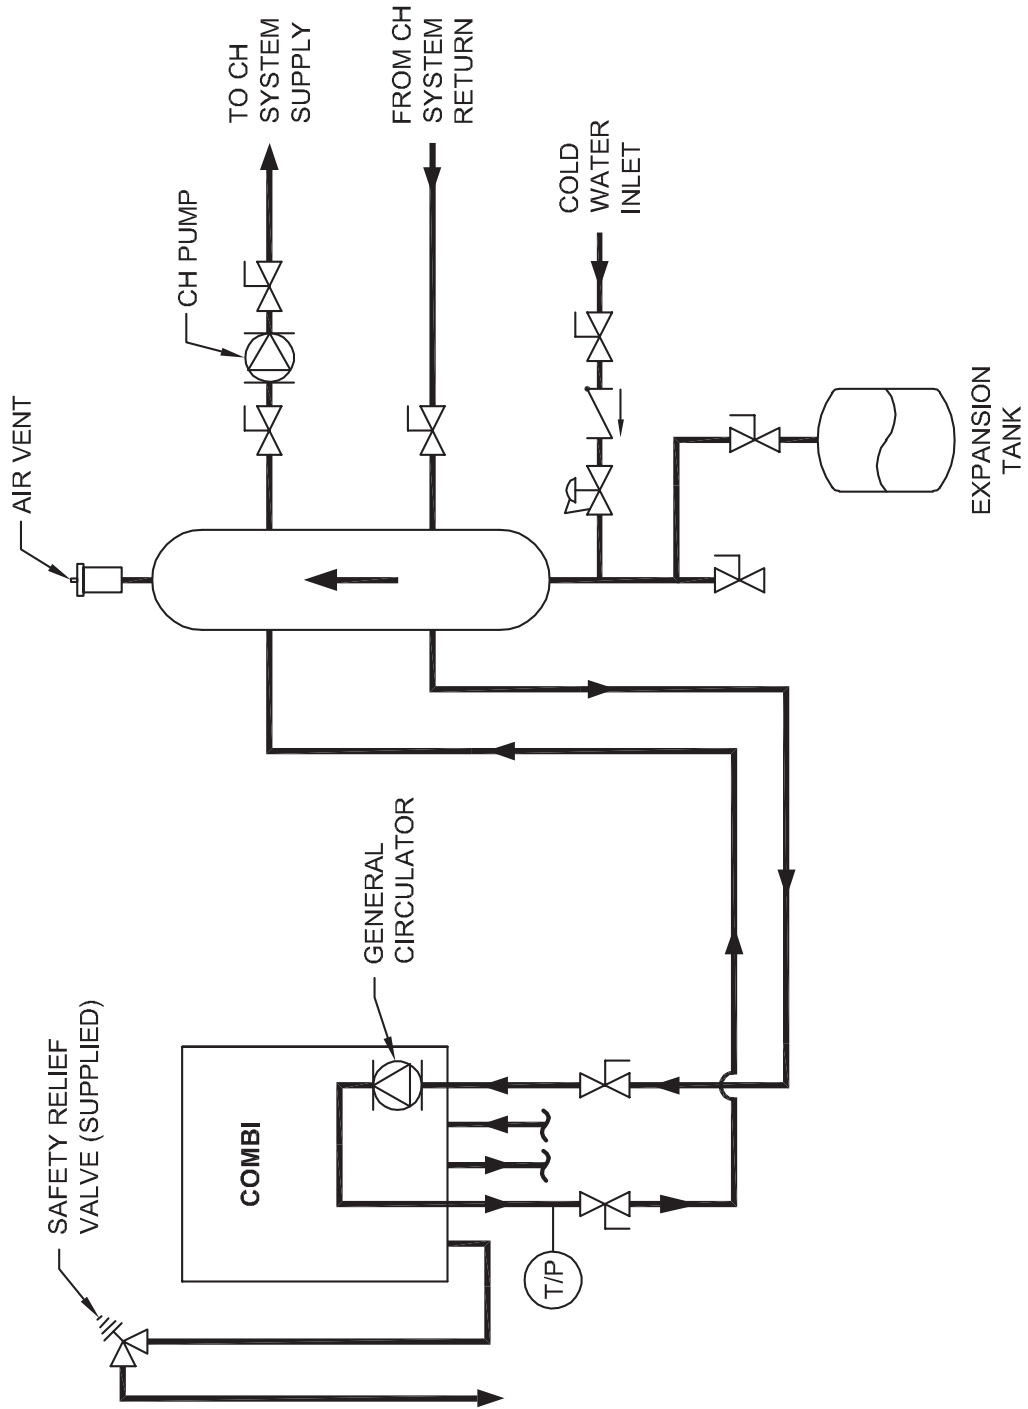 SAFETY RELIEF
VALVE (SUPPLIED)
COMBI
T/P
GENERAL
CIRCULATOR
AIR VENT
CH PUMP
TO CH
SYSTEM
SUPPLY
FROM CH
SYSTEM
RETURN
COLD
WATER
INLET
EXPANSION
TANK